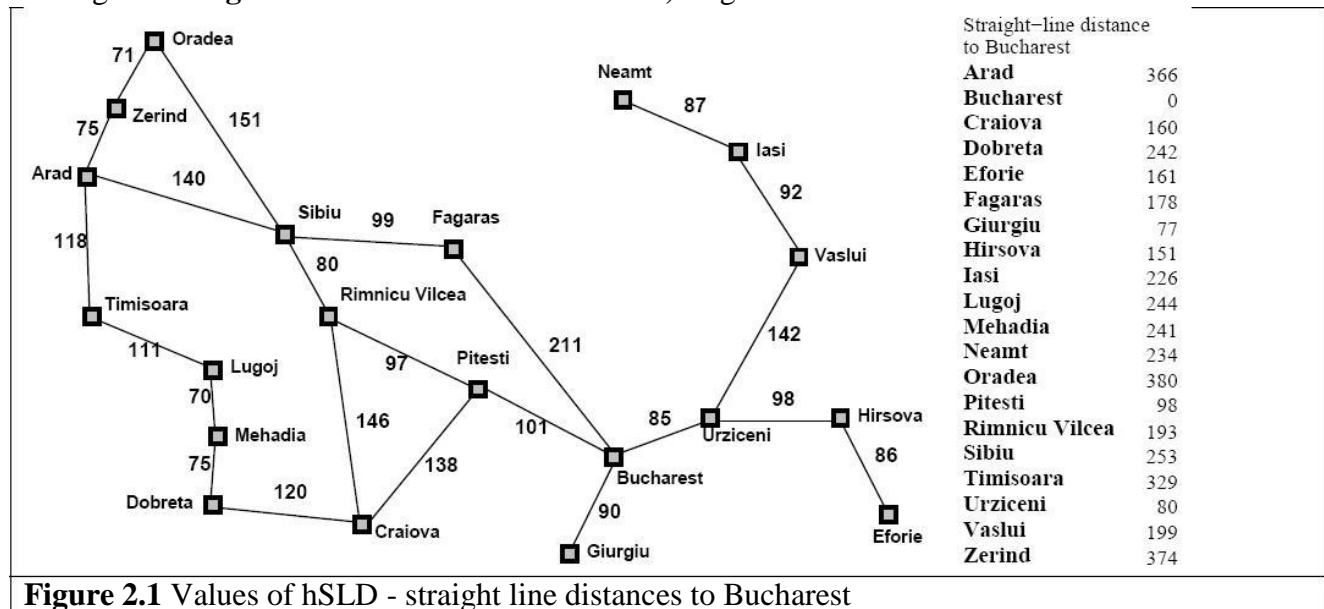 Oradea
71
Neamt
87
Zerind
75
151
Iasi
Arad
140
92
Sibiu
99
Fagaras
118
80
Vaslui
Rimnicu Vilcea
Timisoara
142
111
Pitesti
211
Lugoj
97
70
98
Hirsova
85
Urziceni
146
101
Mehadia
138
86
Bucharest
75
120
90
Dobreta
Craiova
Eforie
Giurgiu
Straight-line distance
to Bucharest
Arad 366
Bucharest 0
Craiova 160
Dobreta 242
Eforie 161
Fagaras 178
Giurgiu 77
Hirsova 151
Iasi 226
Lugoj 244
Mehadia 241
Neamt 234
Oradea 380
Pitesti 98
Rimnicu Vilcea 193
Sibiu 253
Timisoara 329
Urziceni 80
Vaslui 199
Zerind 374
Figure 2.1 Values of hSLD - straight line distances to Bucharest